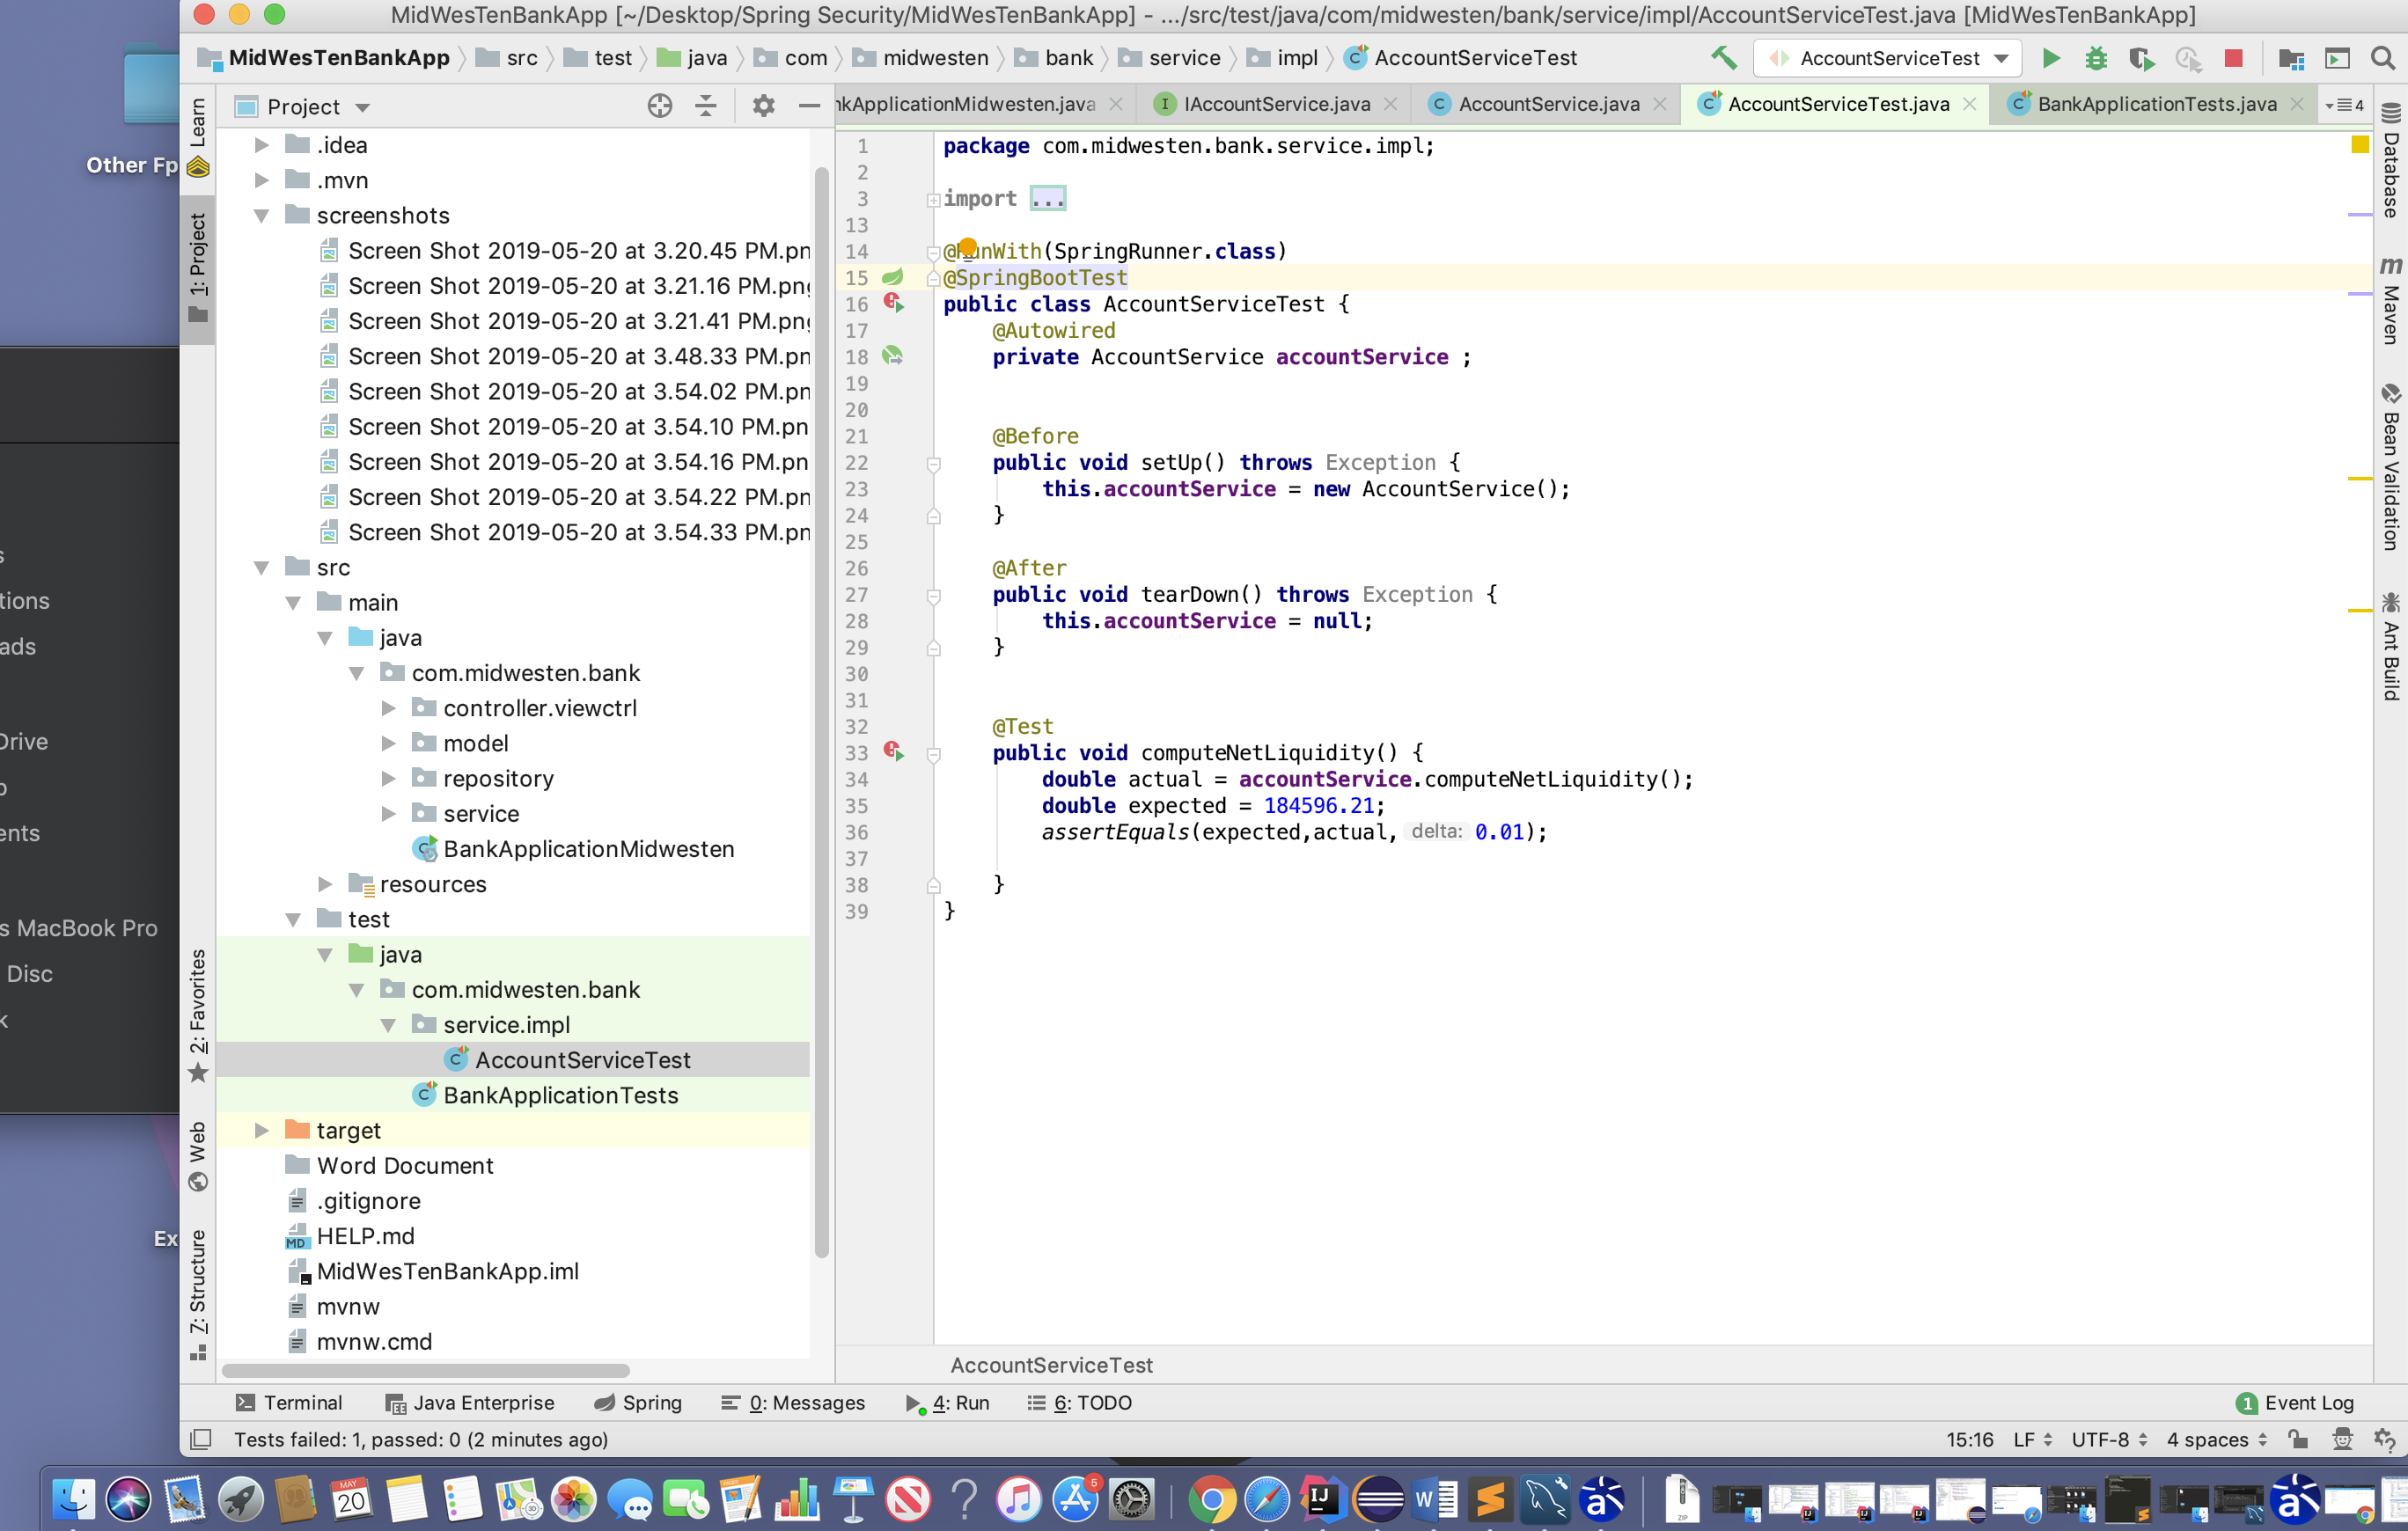 MidWesTenBankApp [~/Desktop/Spring Security/MidWesTenBankApp] - .../src/test/java/com/midwesten/bank/service/impl/AccountServiceTest.java [MidWesTenBankApp]
MidWesTenBankApp src test java com midwesten bank service impl AccountServiceTest
AccountServiceTest
Project
nkApplicationMidwesten.java IAccountService.java AccountService.java AccountServiceTest.java BankApplicationTests.java 4
Learn
1: Project
2: Favorites
Web
Z: Structure
Other Fp
Ex
s
tions
ads
Drive
p
ents
s MacBook Pro
Disc
k
.idea
.mvn
screenshots
Screen Shot 2019-05-20 at 3.20.45 PM.pn
Screen Shot 2019-05-20 at 3.21.16 PM.png
Screen Shot 2019-05-20 at 3.21.41 PM.png
Screen Shot 2019-05-20 at 3.48.33 PM.pn
Screen Shot 2019-05-20 at 3.54.02 PM.pn
Screen Shot 2019-05-20 at 3.54.10 PM.pn
Screen Shot 2019-05-20 at 3.54.16 PM.pn
Screen Shot 2019-05-20 at 3.54.22 PM.pn
Screen Shot 2019-05-20 at 3.54.33 PM.pn
src
main
java
com.midwesten.bank
controller.viewctrl
model
repository
service
BankApplicationMidwesten
resources
test
java
com.midwesten.bank
service.impl
AccountServiceTest
BankApplicationTests
target
Word Document
.gitignore
HELP.md
MidWesTenBankApp.iml
mvnw
mvnw.cmd
1 package com.midwesten.bank.service.impl;
2
3 import ...
13
14 @RunWith(SpringRunner.class)
15 @SpringBootTest
16 public class AccountServiceTest {
17 @Autowired
18 private AccountService accountService ;
19
20
21 @Before
22 public void setUp() throws Exception {
23 this.accountService = new AccountService();
24 }
25
26 @After
27 public void tearDown() throws Exception {
28 this.accountService = null;
29 }
30
31
32 @Test
33 public void computeNetLiquidity() {
34 double actual = accountService.computeNetLiquidity();
35 double expected = 184596.21;
36 assertEquals(expected,actual, delta: 0.01);
37
38 }
39 }
AccountServiceTest
Database
Maven
Bean Validation
Ant Build
Terminal Java Enterprise Spring 0: Messages 4: Run 6: TODO 1 Event Log
Tests failed: 1, passed: 0 (2 minutes ago) 15:16 LF UTF-8 4 spaces
MAY
20
5
IJ
W
ZIP